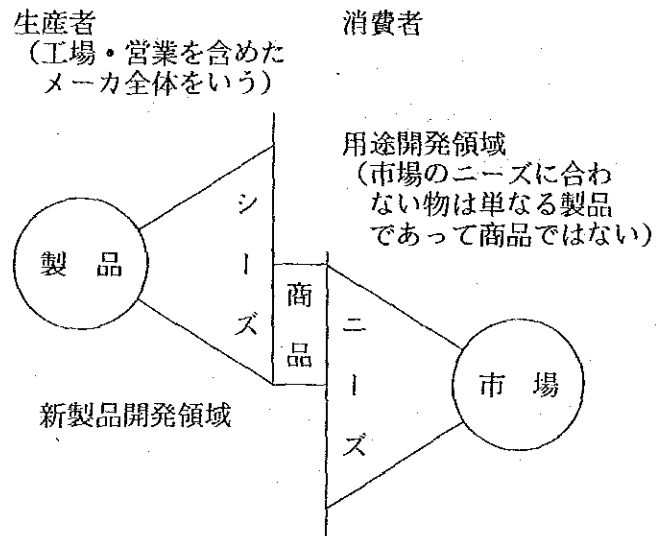 生産者
(工場・営業を含めた
メーカ全体をいう)
消費者
用途開発領域
(市場のニーズに合わ
ない物は単なる製品
であって商品ではない)
製品
シーズ
商品
ニーズ
市場
新製品開発領域